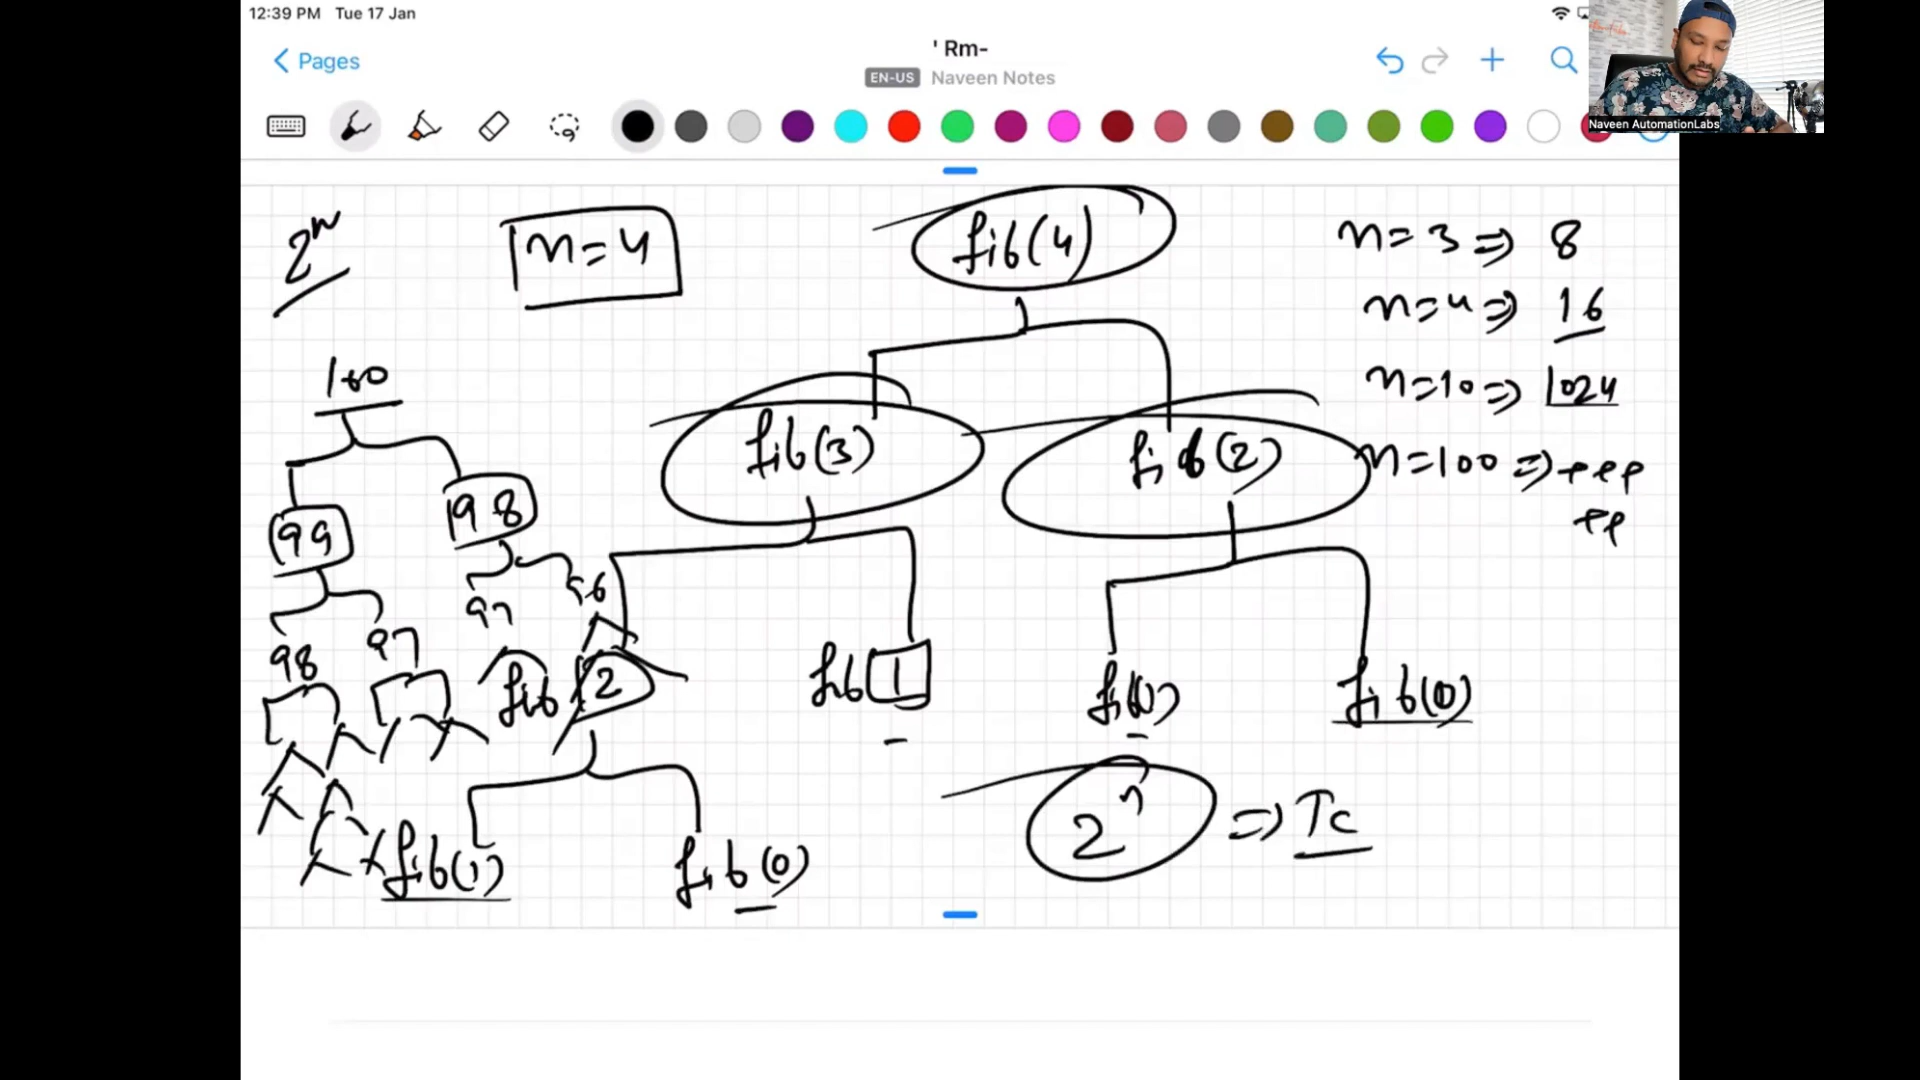 12:39 PM Tue 17 Jan
Pages
' Rm-
EN-US Naveen Notes
Naveen AutomationLabs
2^n
n=4
fib(4)
n=3 => 8
n=4 => 16
n=10 => 1024
n=100 =>
100
fib(3)
fib(2)
99
98
98
97
97
96
fib(2
fib(1
fib(1)
fib(0)
fib(1)
fib(0)
2^n => Tc